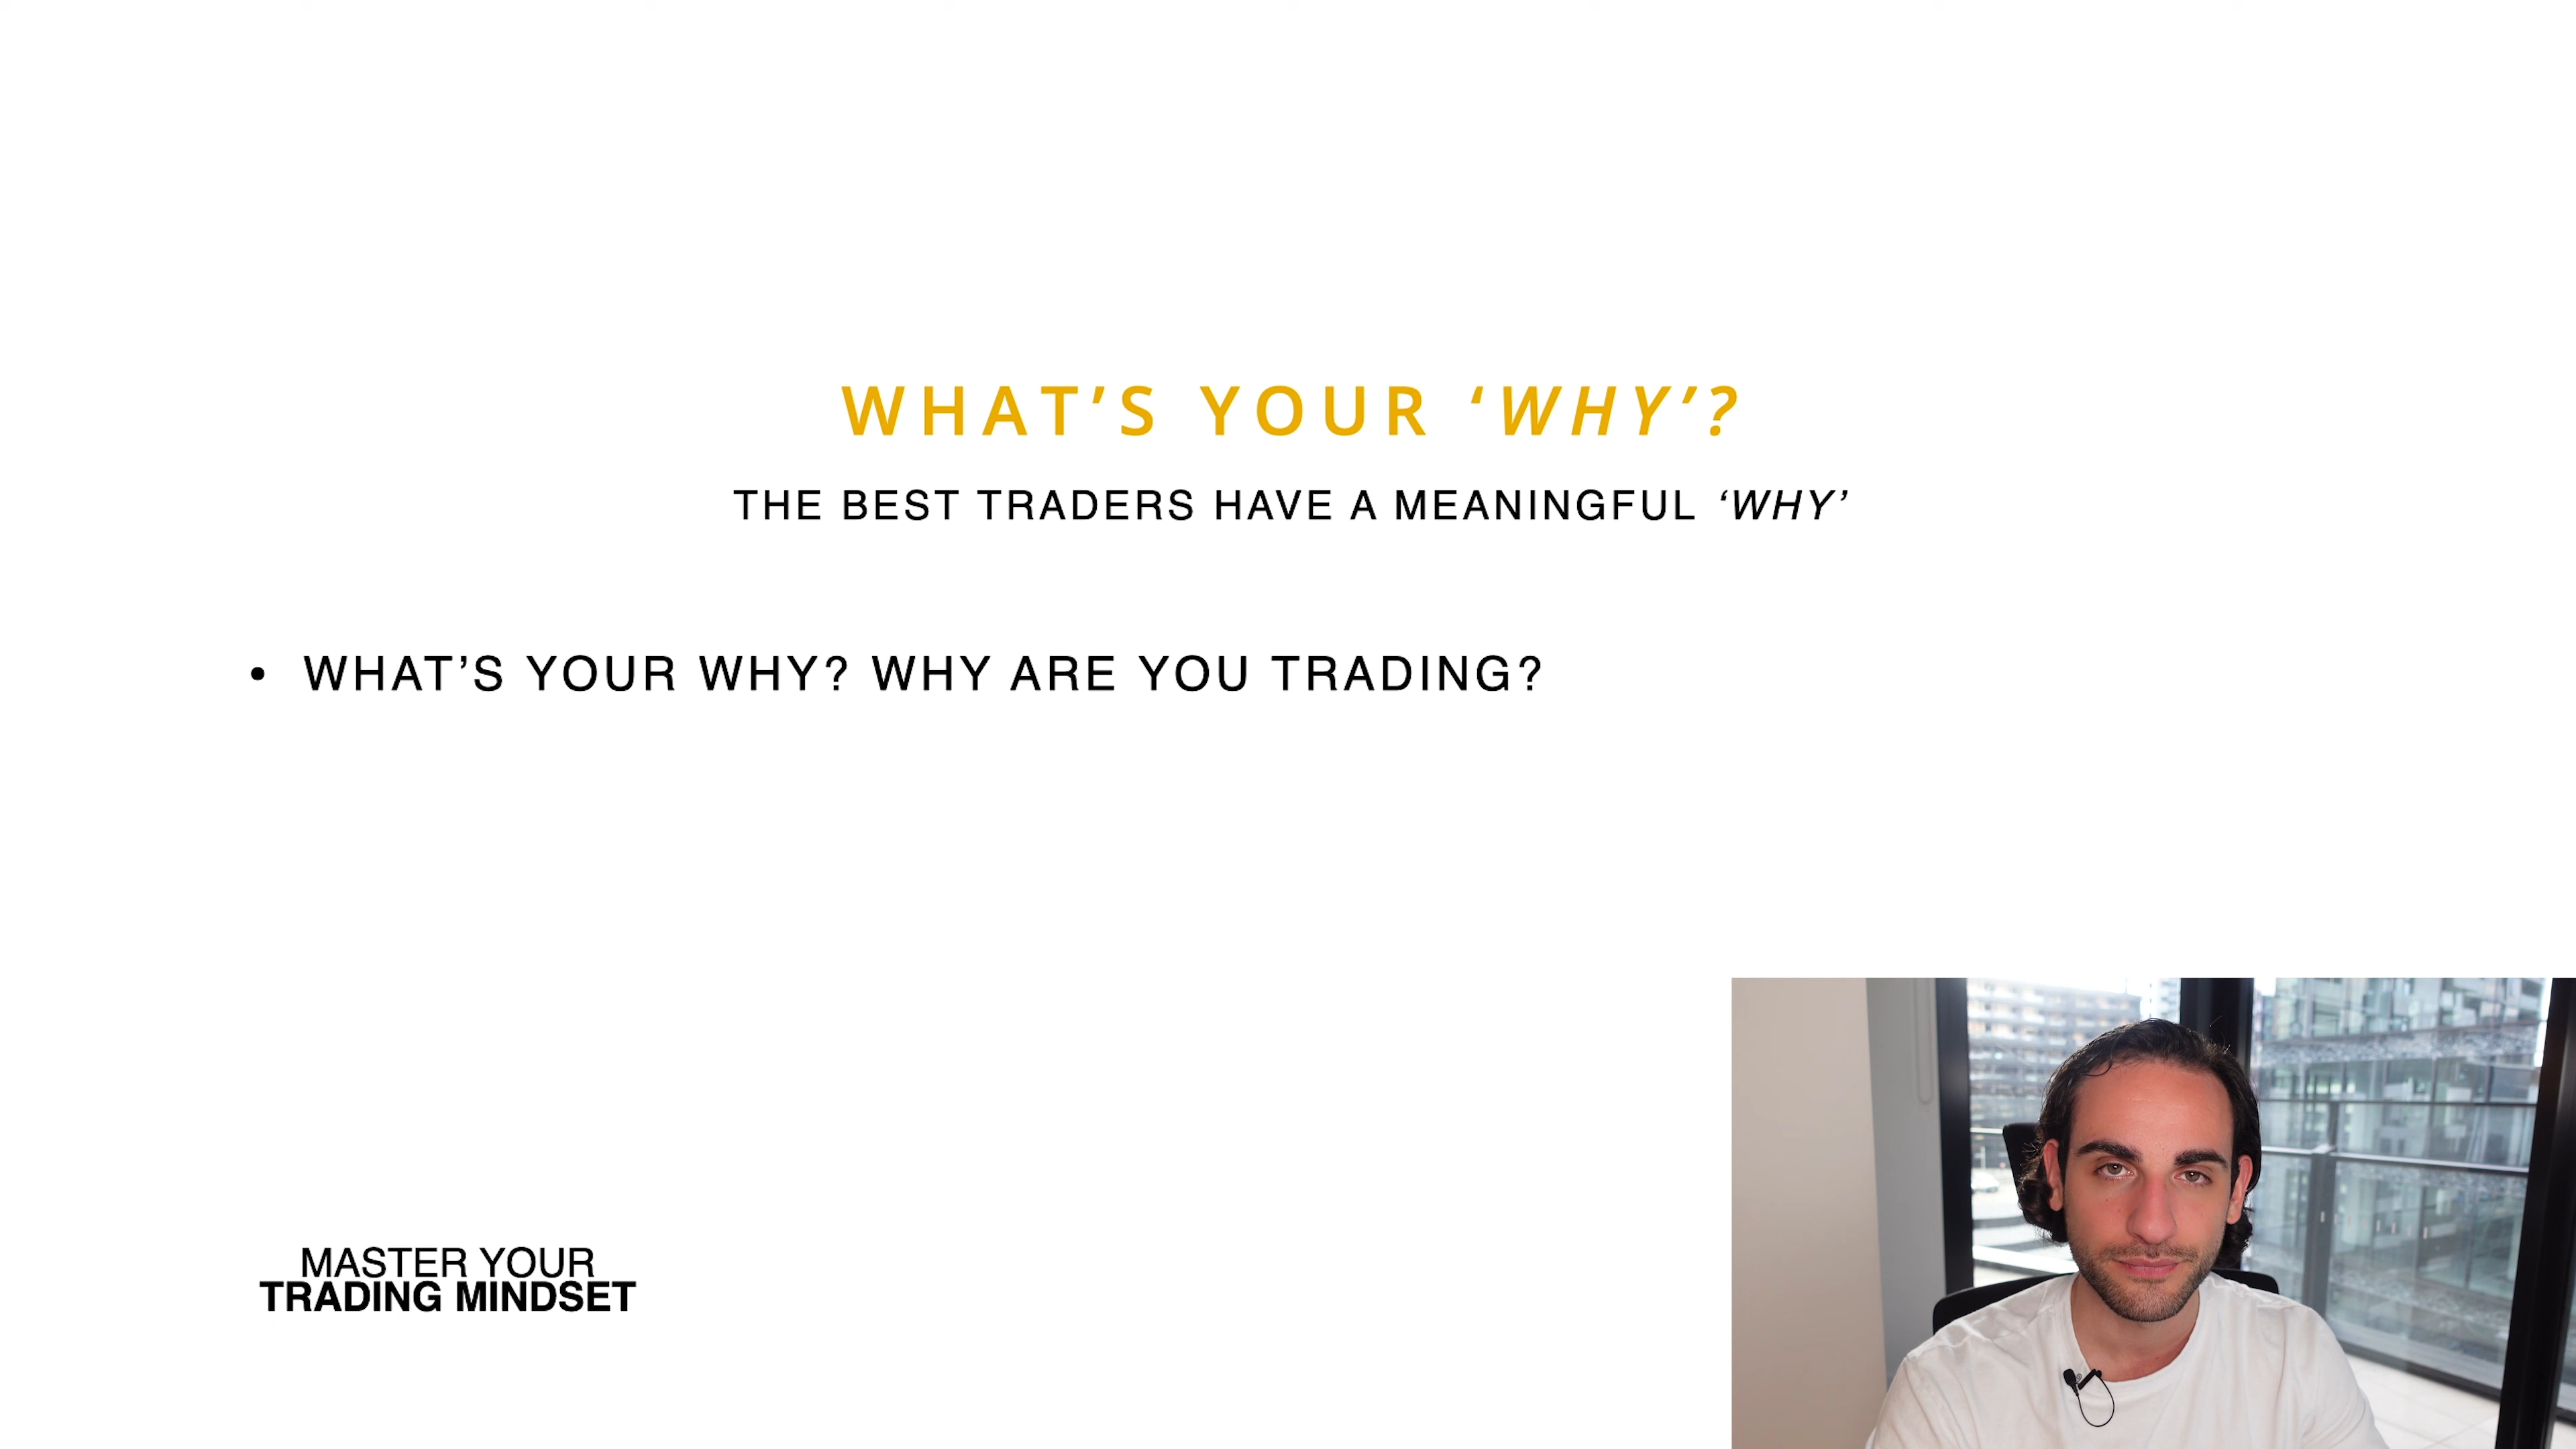 WHAT’S YOUR ‘WHY’?
THE BEST TRADERS HAVE A MEANINGFUL ‘WHY’
• WHAT’S YOUR WHY? WHY ARE YOU TRADING?
MASTER YOUR
TRADING MINDSET